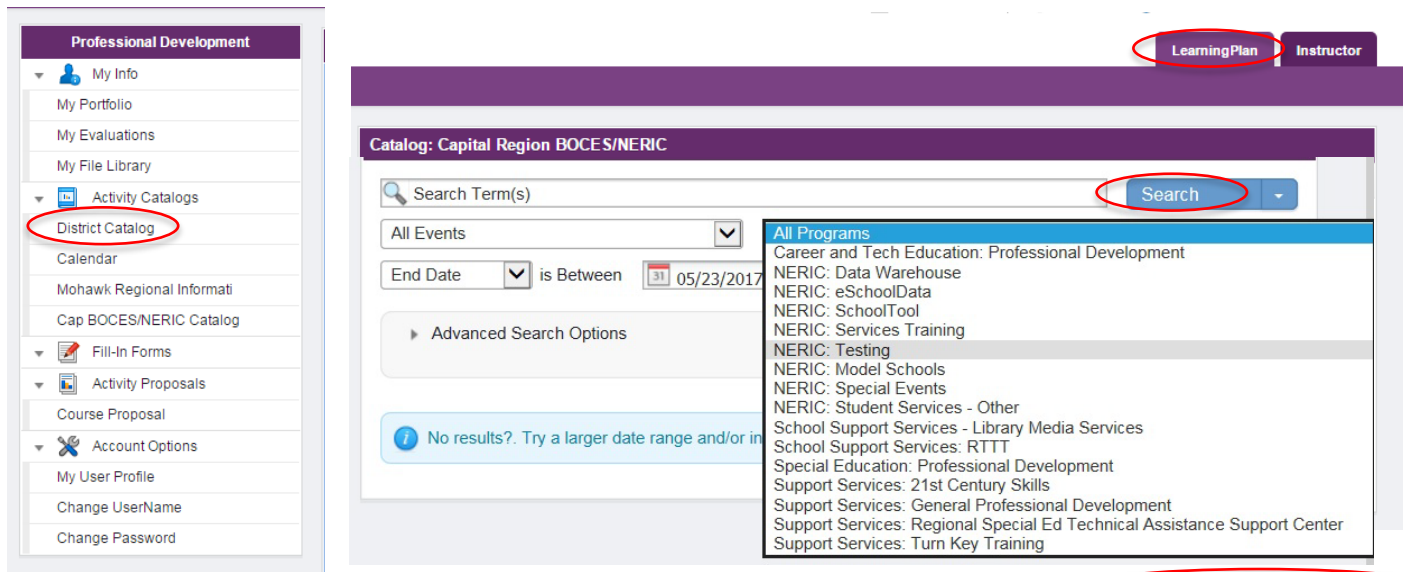 Professional Development
My Info
My Portfolio
My Evaluations
My File Library
Activity Catalogs
District Catalog
Calendar
Mohawk Regional Informati
Cap BOCES/NERIC Catalog
Fill-In Forms
Activity Proposals
Course Proposal
Account Options
My User Profile
Change UserName
Change Password
LearningPlan Instructor
Catalog: Capital Region BOCES/NERIC
Search Term(s) Search
All Events
End Date is Between 31 05/23/2017
Advanced Search Options
No results?. Try a larger date range and/or in
All Programs
Career and Tech Education: Professional Development
NERIC: Data Warehouse
NERIC: eSchoolData
NERIC: SchoolTool
NERIC: Services Training
NERIC: Testing
NERIC: Model Schools
NERIC: Special Events
NERIC: Student Services - Other
School Support Services - Library Media Services
School Support Services: RTTT
Special Education: Professional Development
Support Services: 21st Century Skills
Support Services: General Professional Development
Support Services: Regional Special Ed Technical Assistance Support Center
Support Services: Turn Key Training